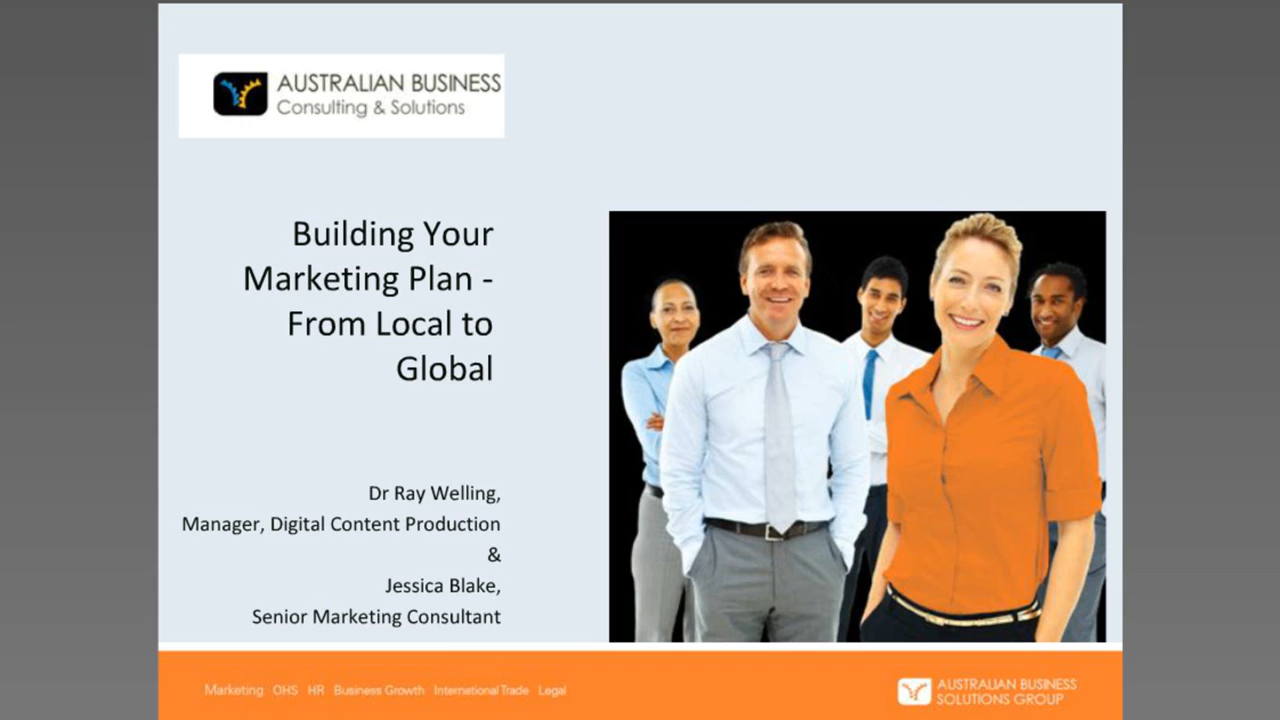 AUSTRALIAN BUSINESS
Consulting & Solutions
Building Your
Marketing Plan -
From Local to
Global
Dr Ray Welling,
Manager, Digital Content Production
&
Jessica Blake,
Senior Marketing Consultant
Marketing OHS HR Business Growth International Trade Legal
AUSTRALIAN BUSINESS
SOLUTIONS GROUP